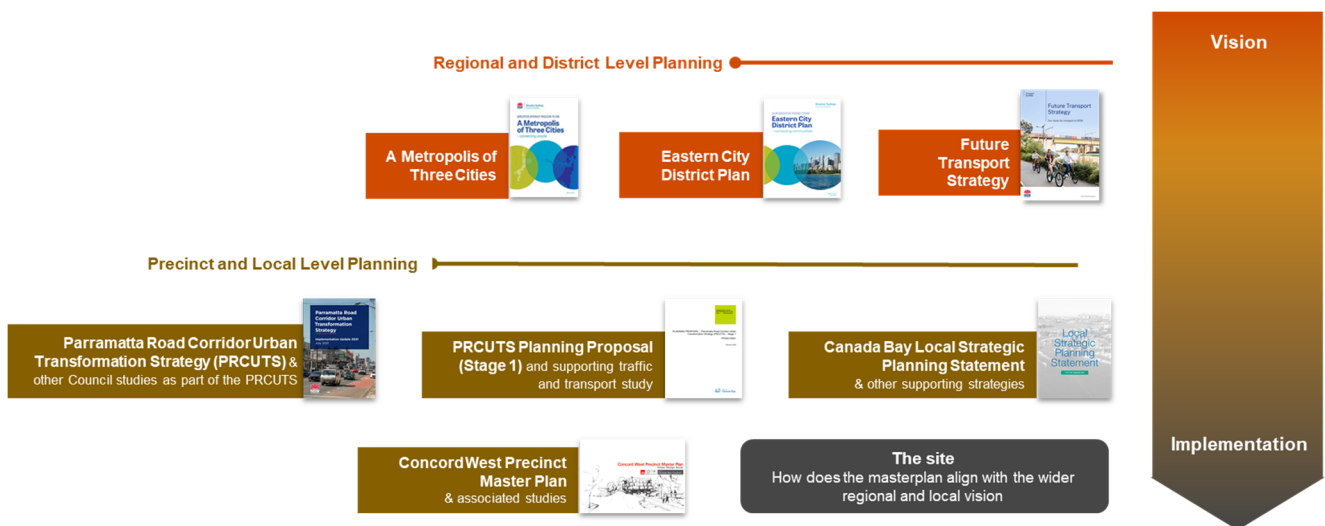 Vision
Regional and District Level Planning
A Metropolis of
Three Cities
A Metropolis
of Three Cities
Eastern City
District Plan
Eastern City
District Plan
Future
Transport
Strategy
Future Transport
Strategy
Precinct and Local Level Planning
Parramatta Road Corridor Urban
Transformation Strategy (PRCUTS) &
other Council studies as part of the PRCUTS
Parramatta Road
Corridor Urban
Transformation
Strategy
Implementation Update 2021
PRCUTS Planning Proposal
(Stage 1) and supporting traffic
and transport study
Canada Bay Local Strategic
Planning Statement
& other supporting strategies
Local
Strategic
Planning
Statement
Implementation
Concord West Precinct
Master Plan
& associated studies
Concord West Precinct Master Plan
The site
How does the masterplan align with the wider
regional and local vision